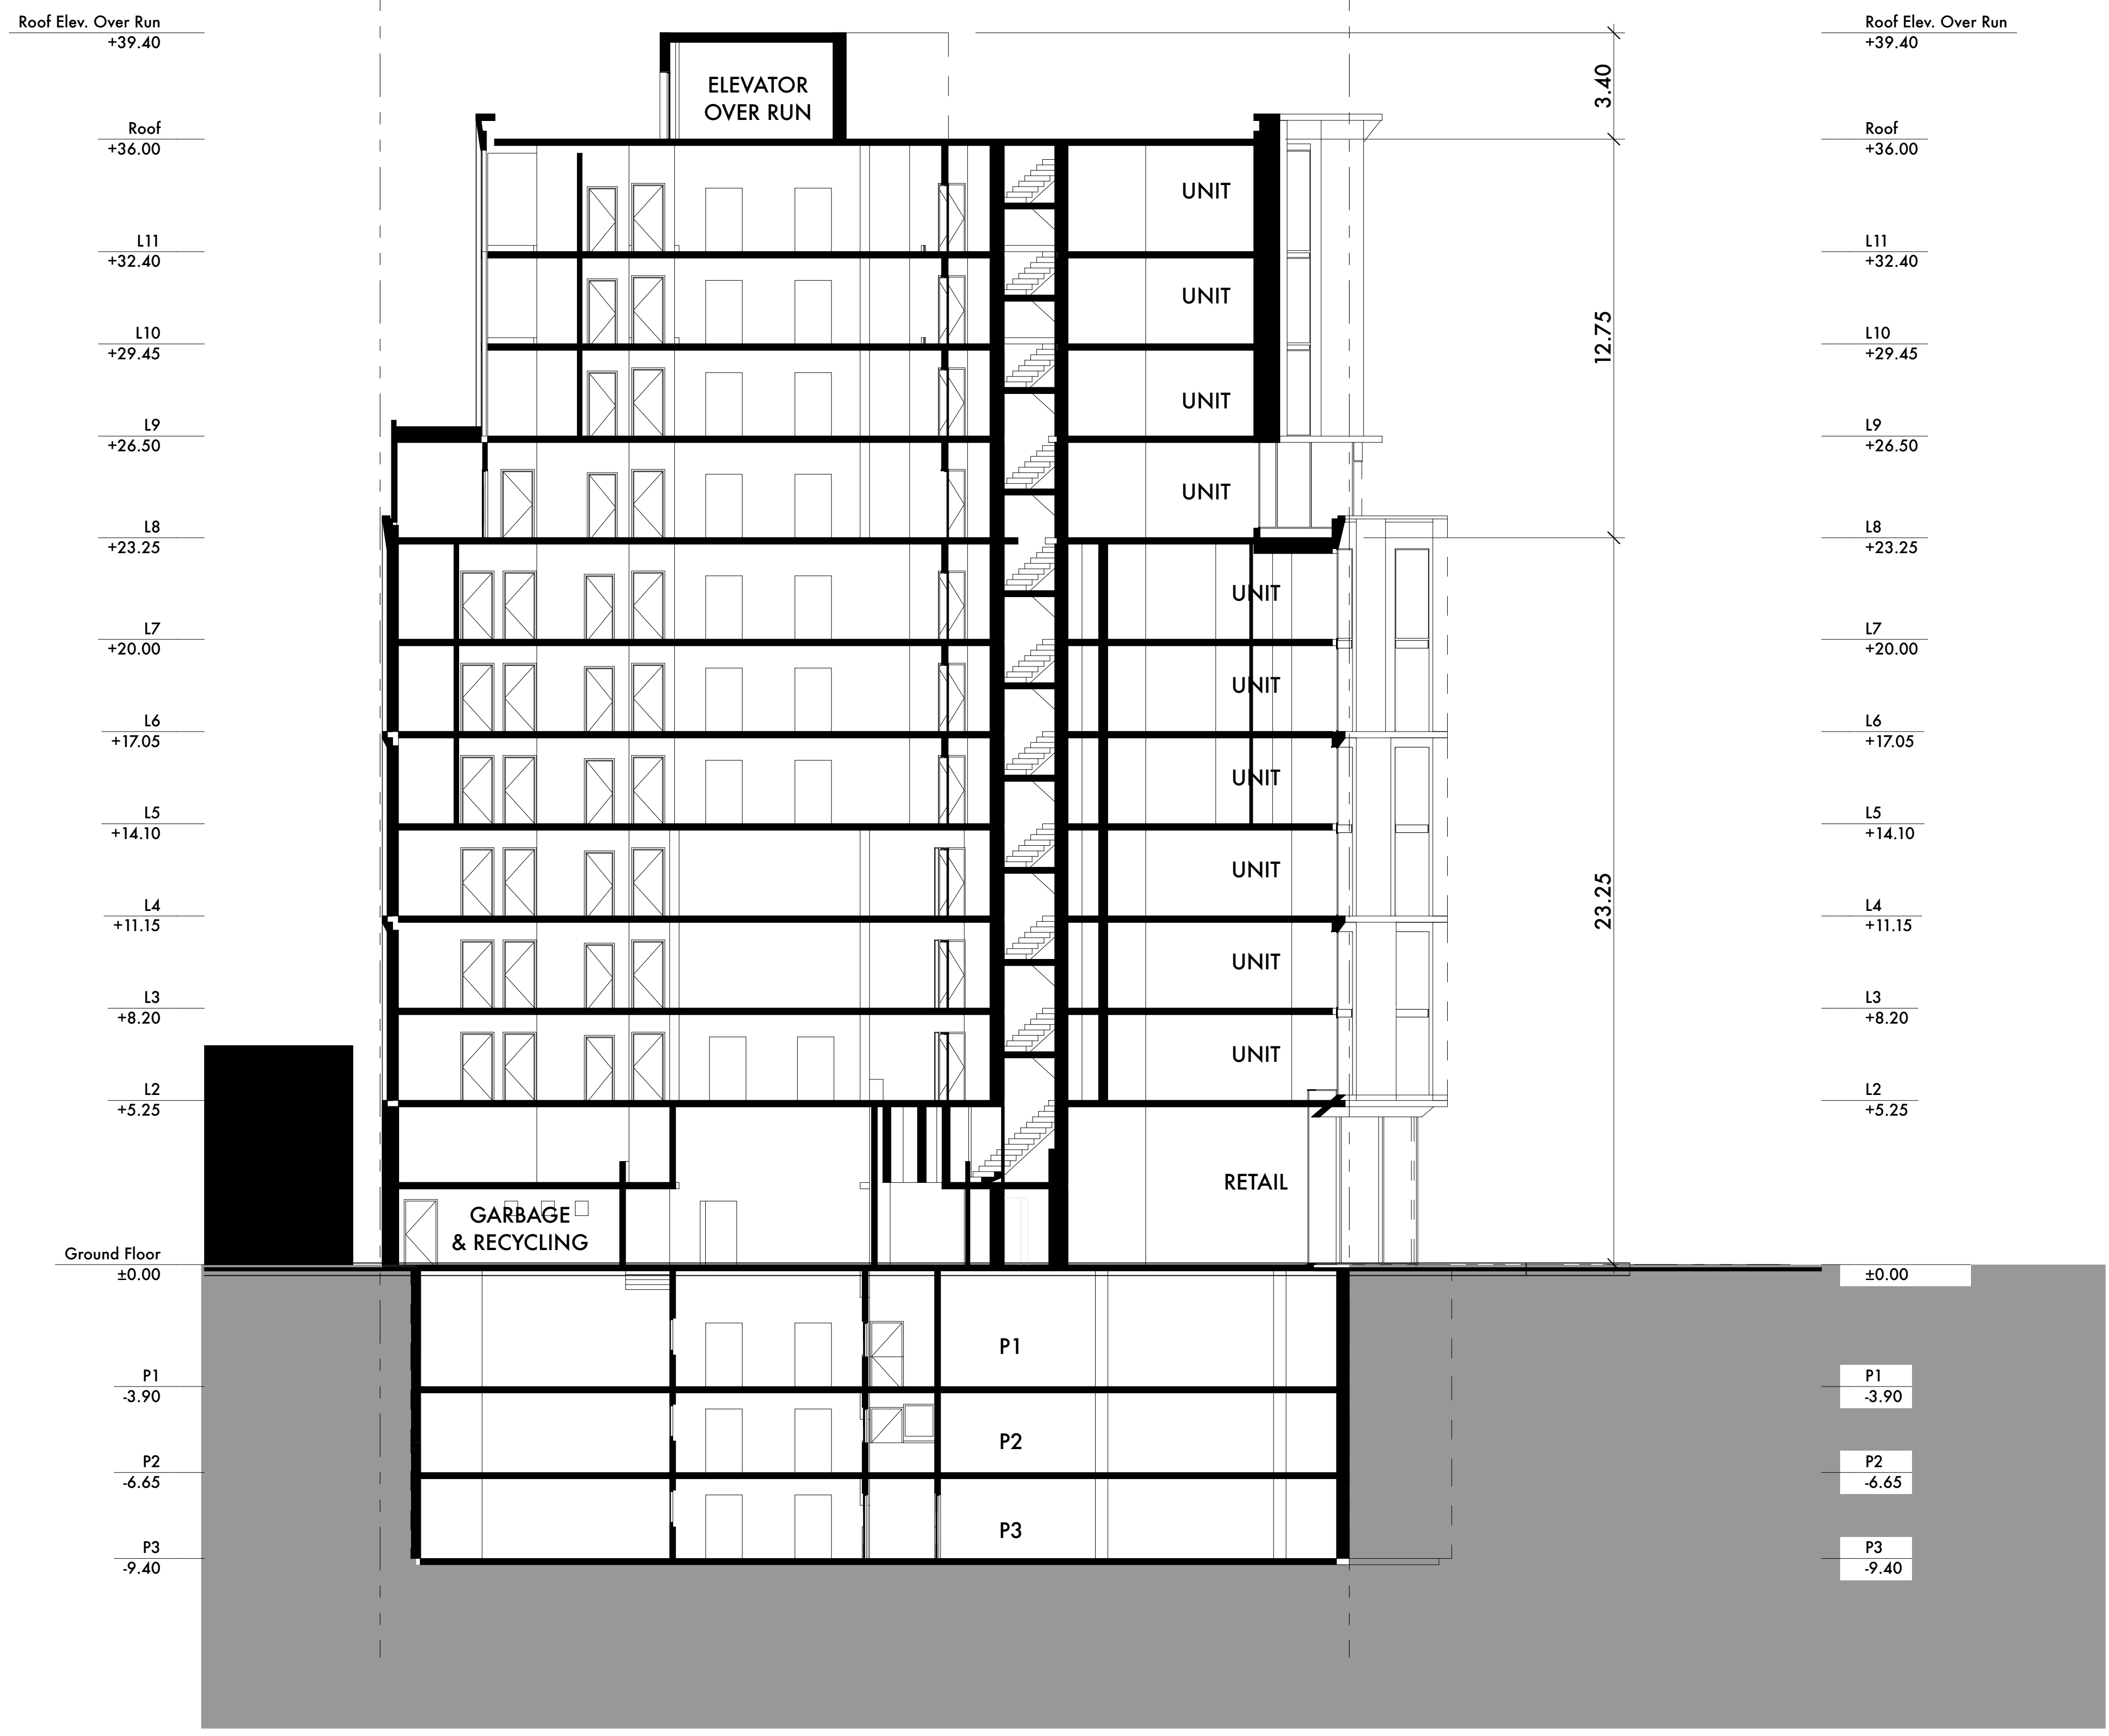 Roof Elev. Over Run
+39.40
Roof Elev. Over Run
+39.40
ELEVATOR
OVER RUN
3.40
Roof
+36.00
Roof
+36.00
UNIT
L11
+32.40
L11
+32.40
UNIT
12.75
L10
+29.45
L10
+29.45
UNIT
L9
+26.50
L9
+26.50
UNIT
L8
+23.25
L8
+23.25
UNIT
L7
+20.00
L7
+20.00
UNIT
L6
+17.05
L6
+17.05
UNIT
L5
+14.10
L5
+14.10
UNIT
23.25
L4
+11.15
L4
+11.15
UNIT
L3
+8.20
L3
+8.20
UNIT
L2
+5.25
L2
+5.25
RETAIL
GARBAGE
& RECYCLING
Ground Floor
±0.00
±0.00
P1
P1
-3.90
P1
-3.90
P2
P2
-6.65
P2
-6.65
P3
P3
-9.40
P3
-9.40